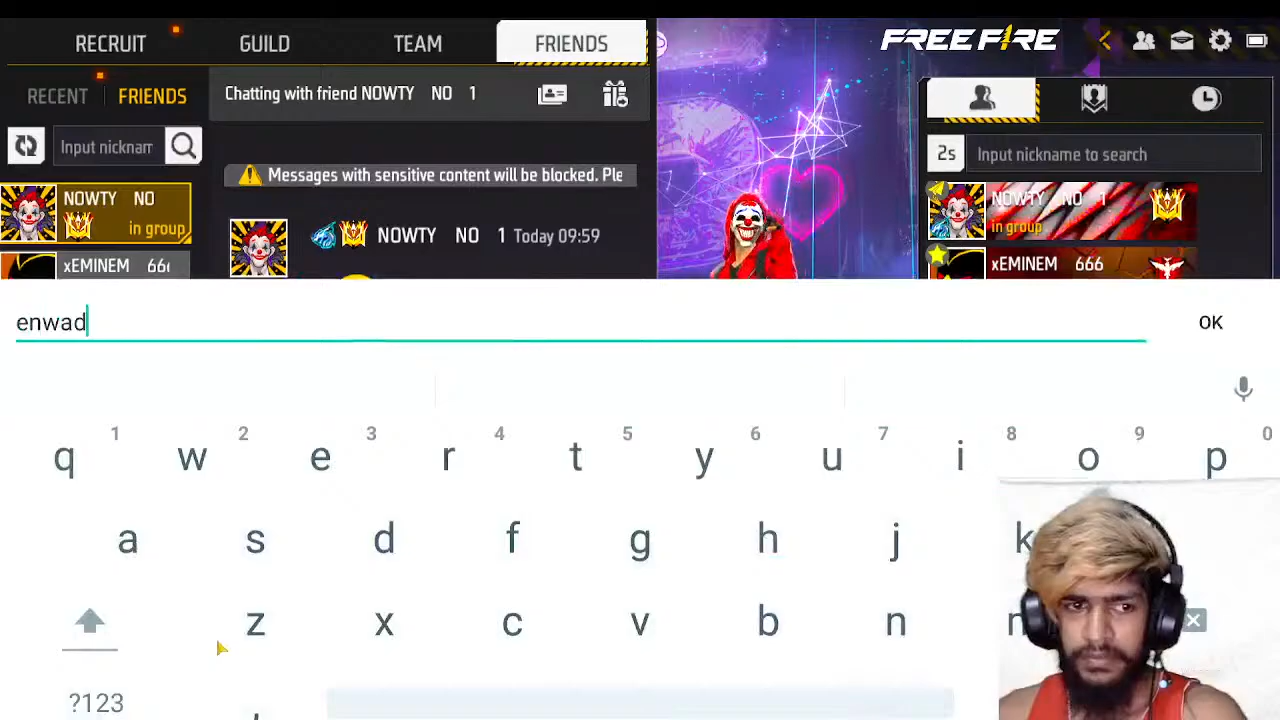 RECRUIT GUILD TEAM FRIENDS
FREE FIRE
RECENT FRIENDS
Chatting with friend NOWTY NO 1
Input nicknam
2s Input nickname to search
Messages with sensitive content will be blocked. Ple
NOWTY NO
in group
NOWTY NO 1 Today 09:59
NOWTY NO 1
in group
xEMINEM 66
xEMINEM 666
enwad
OK
1 2 3 4 5 6 7 8 9 0
q w e r t y u i o p
a s d f g h j k
z x c v b n
?123